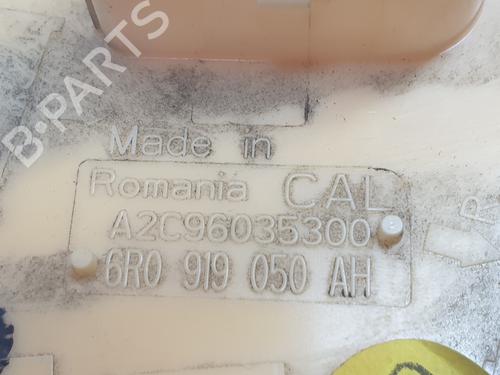 B-PARTS
Made in
Romania CAL
A2C96035300
6R0 919 050 AH
R